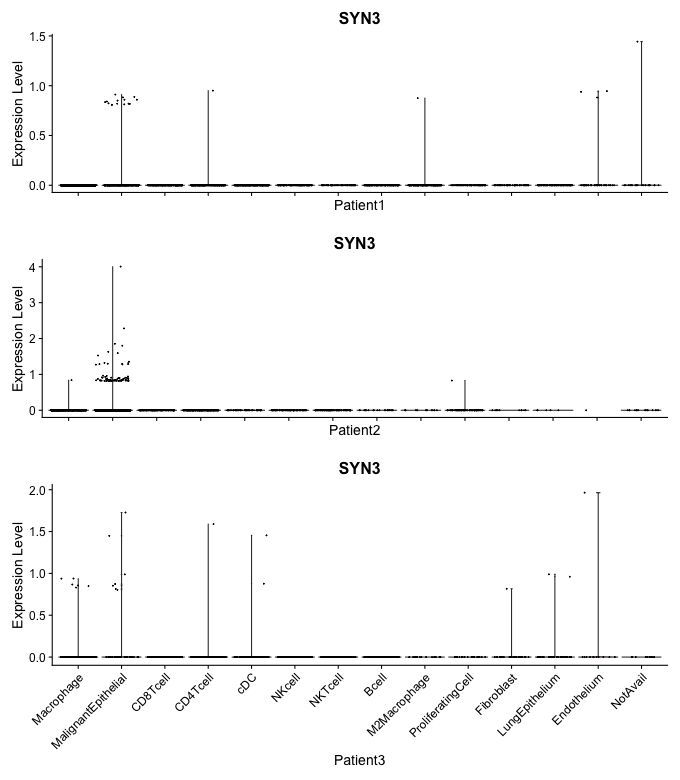 SYN3
Expression Level
1.5
1.0
0.5
0.0
Patient1
SYN3
Expression Level
4
3
2
1
0
Patient2
SYN3
Expression Level
2.0
1.5
1.0
0.5
0.0
Macrophage
MalignantEpithelial
CD8Tcell
CD4Tcell
cDC
NKcell
NKTcell
Bcell
M2Macrophage
ProliferatingCell
Fibroblast
LungEpithelium
Endothelium
NotAvail
Patient3